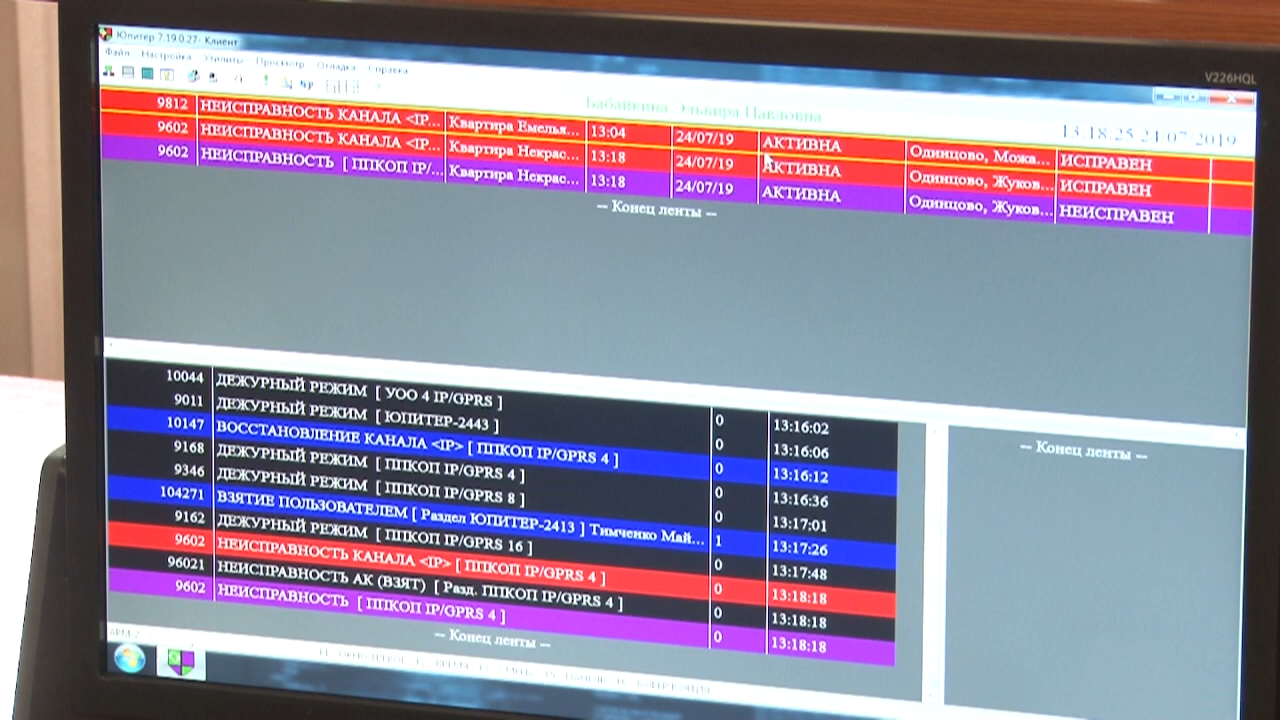 V226HQL
Юпитер 7.19.0.27- Клиент
Файл Настройка Утилиты Просмотр Отладка Справка
Павловна
13:18:25 24-07-2019
9812 НЕИСПРАВНОСТЬ КАНАЛА <IP... Квартира Емелья... 13:04 24/07/19 АКТИВНА Одинцово, Можа... ИСПРАВЕН
9602 НЕИСПРАВНОСТЬ КАНАЛА <IP... Квартира Некрас... 13:18 24/07/19 АКТИВНА Одинцово, Жуков... ИСПРАВЕН
9602 НЕИСПРАВНОСТЬ [ ППКОП IP/... Квартира Некрас... 13:18 24/07/19 АКТИВНА Одинцово, Жуков... НЕИСПРАВЕН
-- Конец ленты --
10044 ДЕЖУРНЫЙ РЕЖИМ [ УОО 4 IP/GPRS ] 0 13:16:02
9011 ДЕЖУРНЫЙ РЕЖИМ [ ЮПИТЕР-2443 ] 0 13:16:06
10147 ВОССТАНОВЛЕНИЕ КАНАЛА <IP> [ ППКОП IP/GPRS 4 ] 0 13:16:12
9168 ДЕЖУРНЫЙ РЕЖИМ [ ППКОП IP/GPRS 4 ] 0 13:16:36
9346 ДЕЖУРНЫЙ РЕЖИМ [ ППКОП IP/GPRS 8 ] 0 13:17:01
104271 ВЗЯТИЕ ПОЛЬЗОВАТЕЛЕМ [ Раздел ЮПИТЕР-2413 ] Тимченко Май... 1 13:17:26
9162 ДЕЖУРНЫЙ РЕЖИМ [ ППКОП IP/GPRS 16 ] 0 13:17:48
9602 НЕИСПРАВНОСТЬ КАНАЛА <IP> [ ППКОП IP/GPRS 4 ] 0 13:18:18
96021 НЕИСПРАВНОСТЬ АК (ВЗЯТ) [ Разд. ППКОП IP/GPRS 4 ] 0 13:18:18
9602 НЕИСПРАВНОСТЬ [ ППКОП IP/GPRS 4 ] 0 13:18:18
-- Конец ленты --
-- Конец ленты --